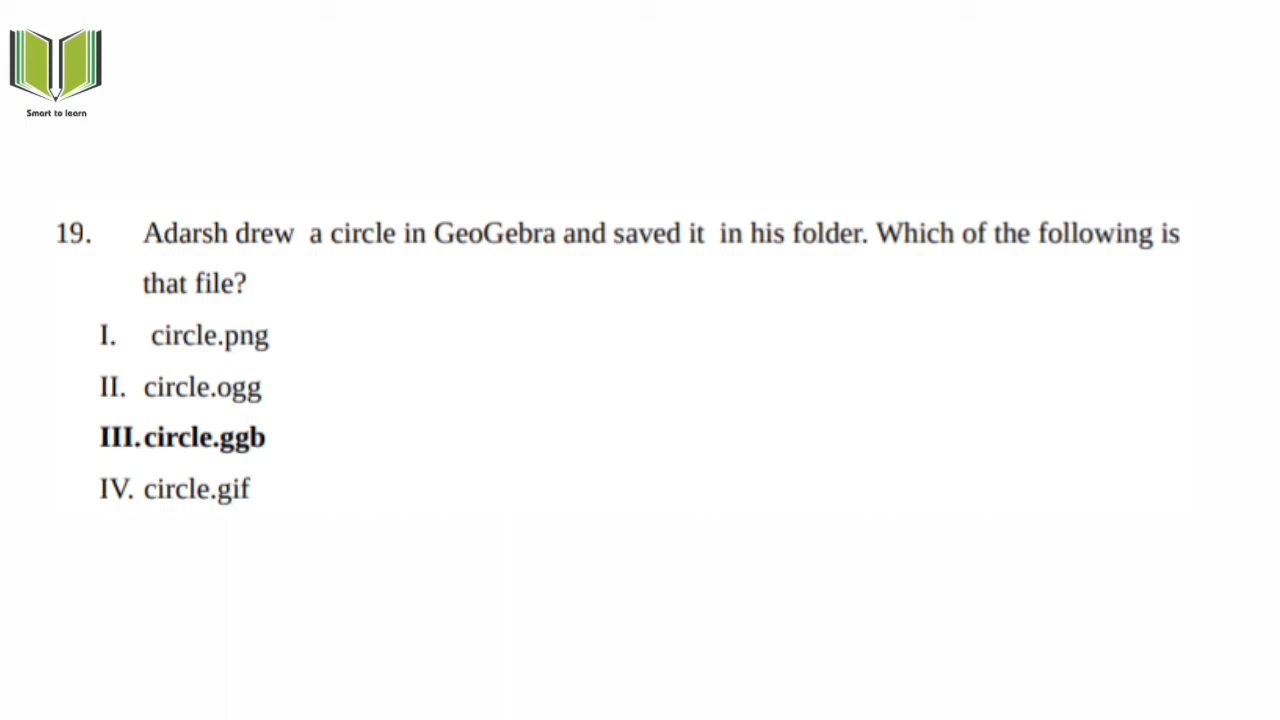 Smart to learn
19. Adarsh drew a circle in GeoGebra and saved it in his folder. Which of the following is
that file?
I. circle.png
II. circle.ogg
III. circle.ggb
IV. circle.gif